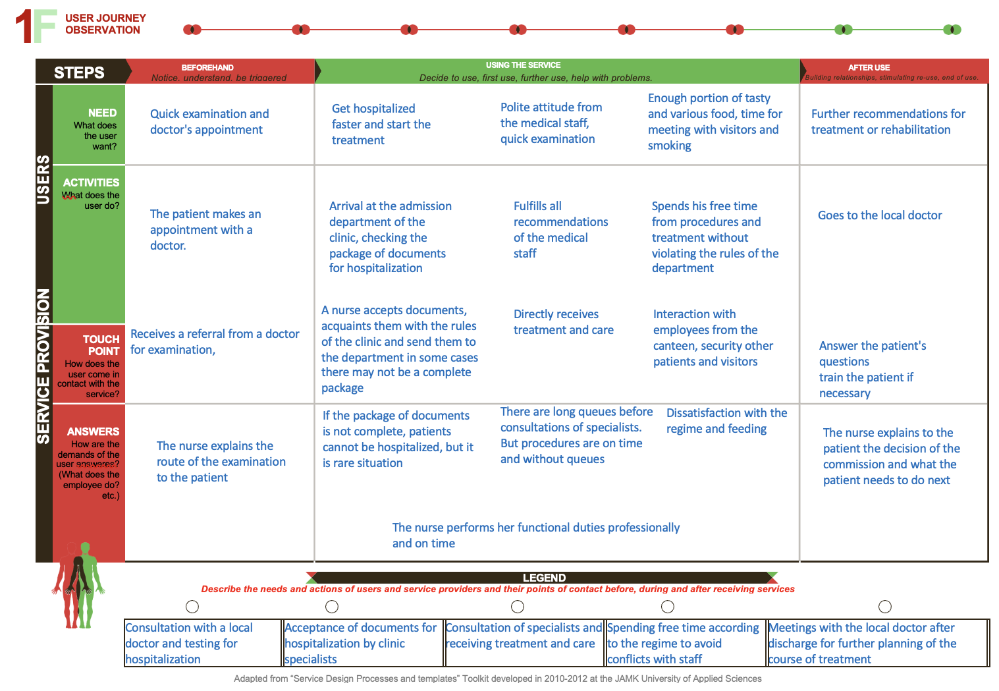 1F
USER JOURNEY
OBSERVATION
STEPS
BEFOREHAND
Notice, understand, be triggered
USING THE SERVICE
Decide to use, first use, further use, help with problems.
AFTER USE
Building relationships, stimulating re-use, end of use.
USERS
NEED
What does
the user
want?
Quick examination and
doctor's appointment
Get hospitalized
faster and start the
treatment
Polite attitude from
the medical staff,
quick examination
Enough portion of tasty
and various food, time for
meeting with visitors and
smoking
Further recommendations for
treatment or rehabilitation
ACTIVITIES
What does the
user do?
The patient makes an
appointment with a
doctor.
Arrival at the admission
department of the
clinic, checking the
package of documents
for hospitalization
Fulfills all
recommendations
of the medical
staff
Spends his free time
from procedures and
treatment without
violating the rules of the
department
Goes to the local doctor
SERVICE PROVISION
TOUCH
POINT
How does the
user come in
contact with the
service?
Receives a referral from a doctor
for examination,
A nurse accepts documents,
acquaints them with the rules
of the clinic and send them to
the department in some cases
there may not be a complete
package
Directly receives
treatment and care
Interaction with
employees from the
canteen, security other
patients and visitors
Answer the patient's
questions
train the patient if
necessary
ANSWERS
How are the
demands of the
user answeres?
(What does the
employee do?
etc.)
The nurse explains the
route of the examination
to the patient
If the package of documents
is not complete, patients
cannot be hospitalized, but it
is rare situation
There are long queues before
consultations of specialists.
But procedures are on time
and without queues
Dissatisfaction with the
regime and feeding
The nurse explains to the
patient the decision of the
commission and what the
patient needs to do next
The nurse performs her functional duties professionally
and on time
LEGEND
Describe the needs and actions of users and service providers and their points of contact before, during and after receiving services
Consultation with a local
doctor and testing for
hospitalization
Acceptance of documents for
hospitalization by clinic
specialists
Consultation of specialists and
receiving treatment and care
Spending free time according
to the regime to avoid
conflicts with staff
Meetings with the local doctor after
discharge for further planning of the
course of treatment
Adapted from “Service Design Processes and templates” Toolkit developed in 2010-2012 at the JAMK University of Applied Sciences